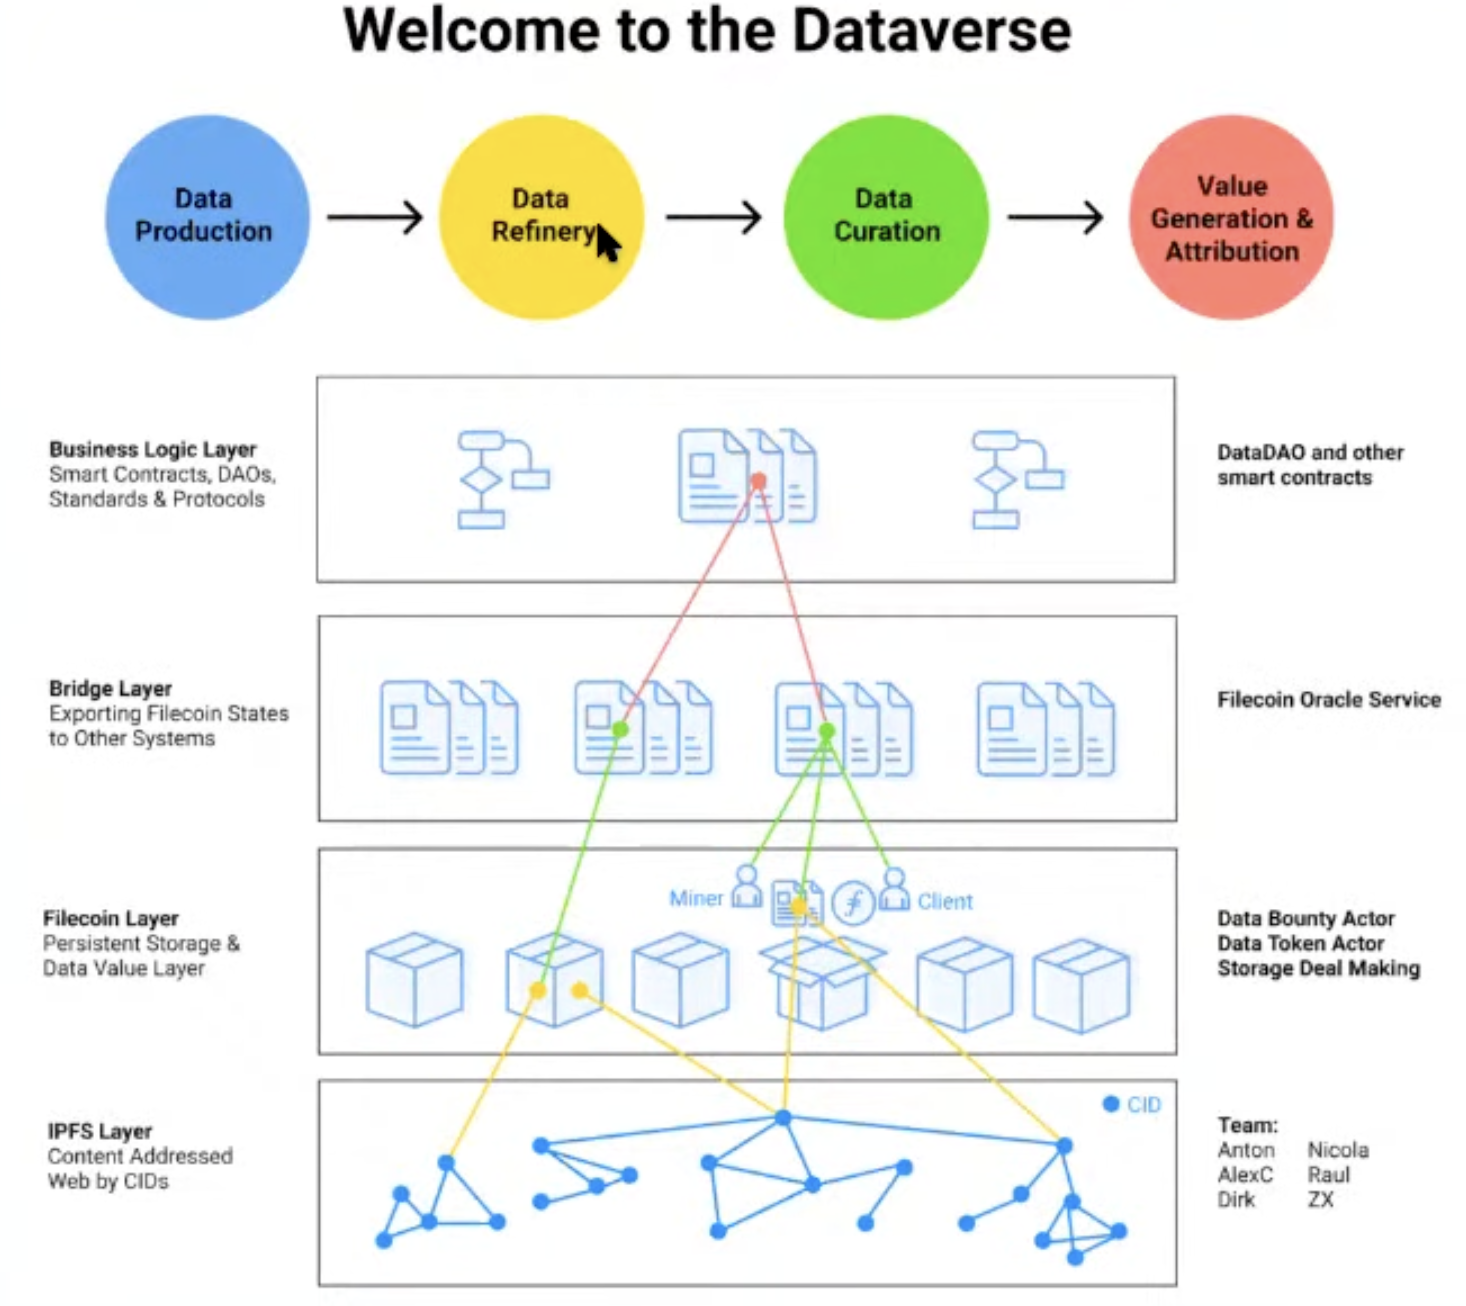 Welcome to the Dataverse
Data
Production
Data
Refinery
Data
Curation
Value
Generation &
Attribution
Business Logic Layer
Smart Contracts, DAOs,
Standards & Protocols
DataDAO and other
smart contracts
Bridge Layer
Exporting Filecoin States
to Other Systems
Filecoin Oracle Service
Filecoin Layer
Persistent Storage &
Data Value Layer
Miner
Client
Data Bounty Actor
Data Token Actor
Storage Deal Making
IPFS Layer
Content Addressed
Web by CIDs
CID
Team:
Anton Nicola
AlexC Raul
Dirk ZX